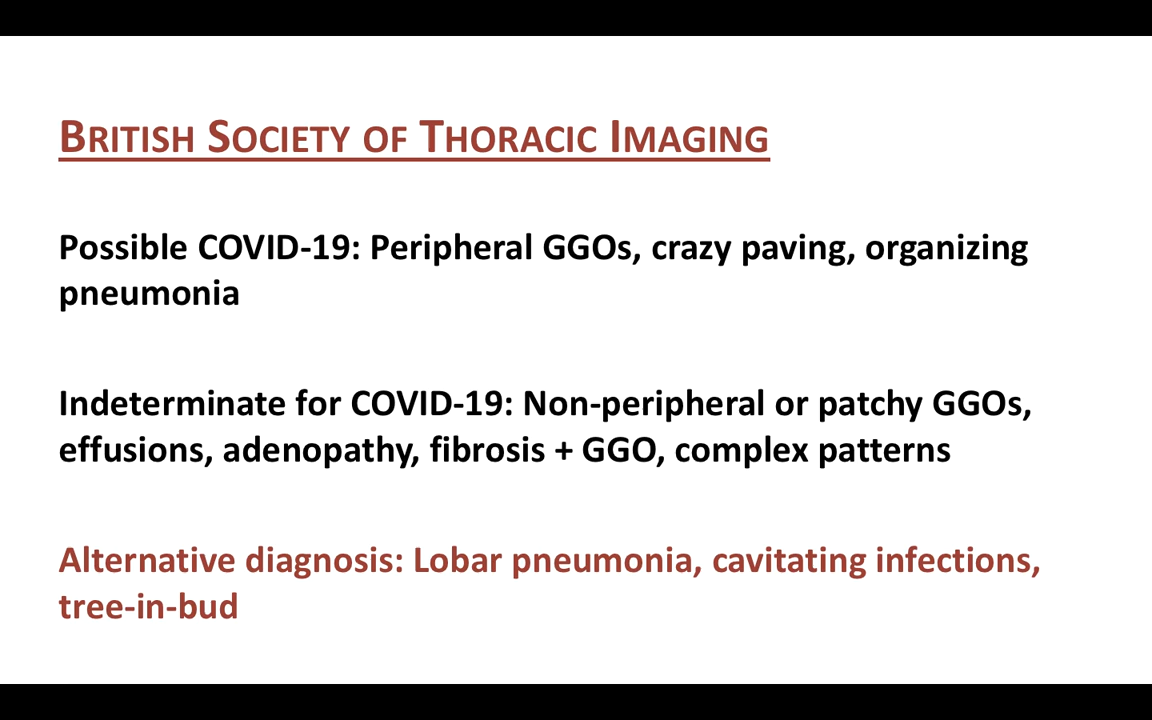 British Society of Thoracic Imaging
Possible COVID-19: Peripheral GGOs, crazy paving, organizing
pneumonia
Indeterminate for COVID-19: Non-peripheral or patchy GGOs,
effusions, adenopathy, fibrosis + GGO, complex patterns
Alternative diagnosis: Lobar pneumonia, cavitating infections,
tree-in-bud